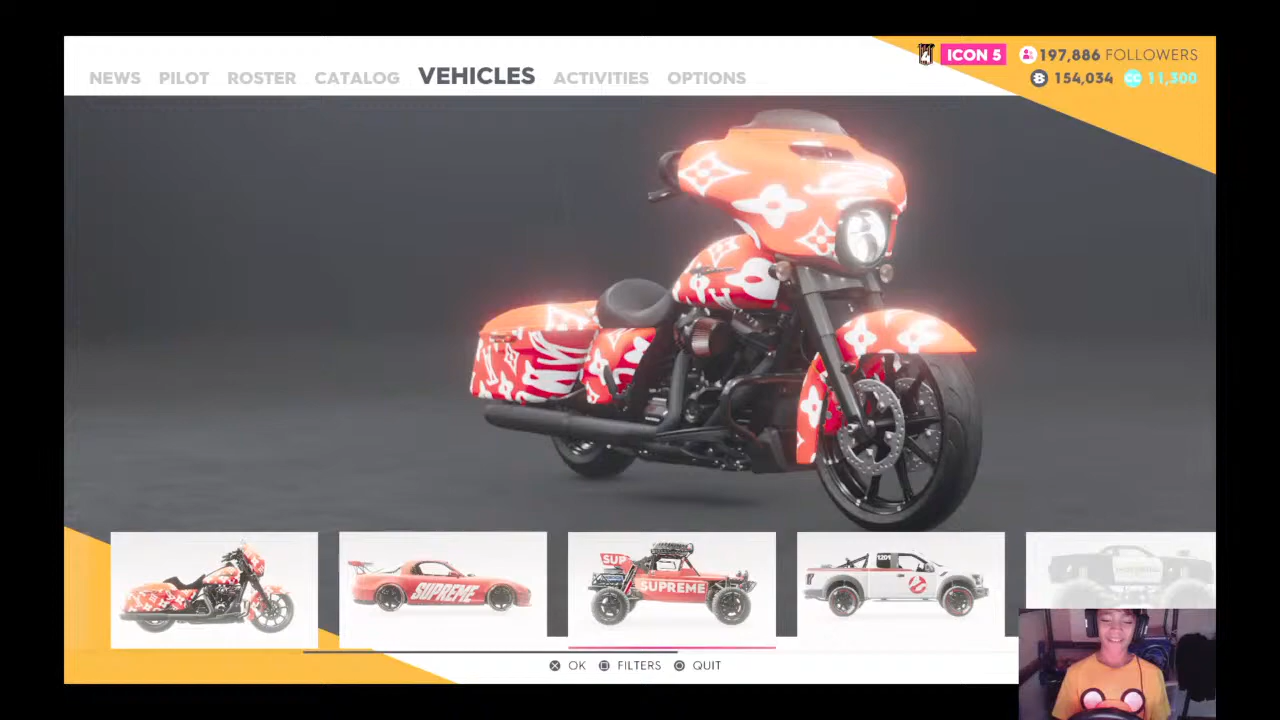 ICON 5 197,886 FOLLOWERS
154,034 CC 11,300
NEWS PILOT ROSTER CATALOG VEHICLES ACTIVITIES OPTIONS
SUPREME
SUP
SUPREME
1201
OK FILTERS QUIT